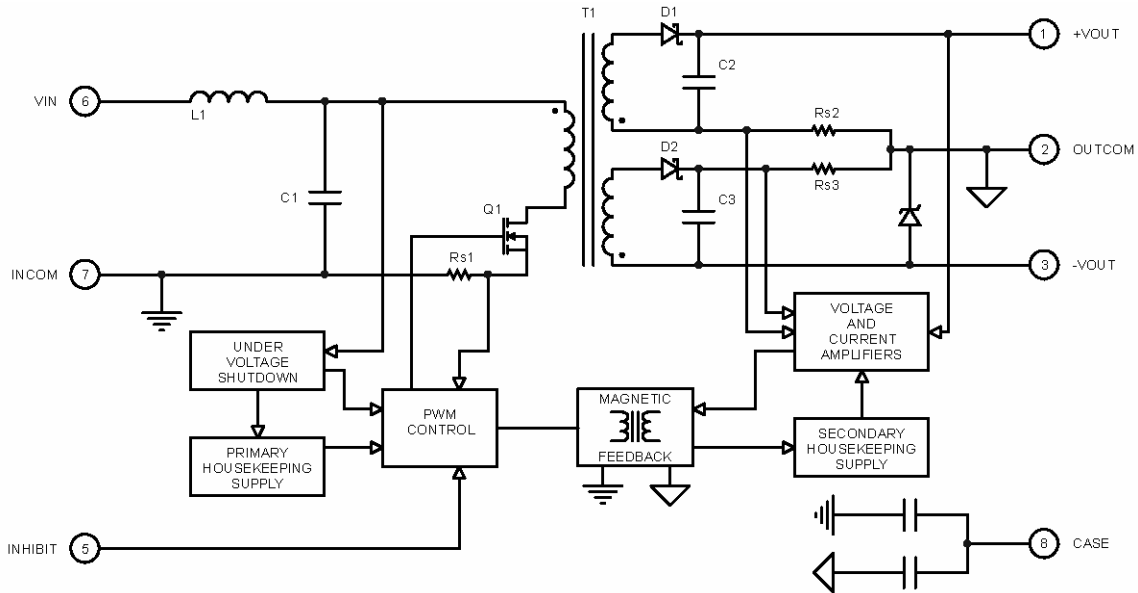 T1
D1
1
+VOUT
C2
VIN
6
L1
Rs2
2
OUTCOM
D2
Rs3
C1
C3
Q1
Rs1
INCOM
7
3
-VOUT
UNDER
VOLTAGE
SHUTDOWN
VOLTAGE
AND
CURRENT
AMPLIFIERS
PWM
CONTROL
MAGNETIC
FEEDBACK
PRIMARY
HOUSEKEEPING
SUPPLY
SECONDARY
HOUSEKEEPING
SUPPLY
INHIBIT
5
8
CASE